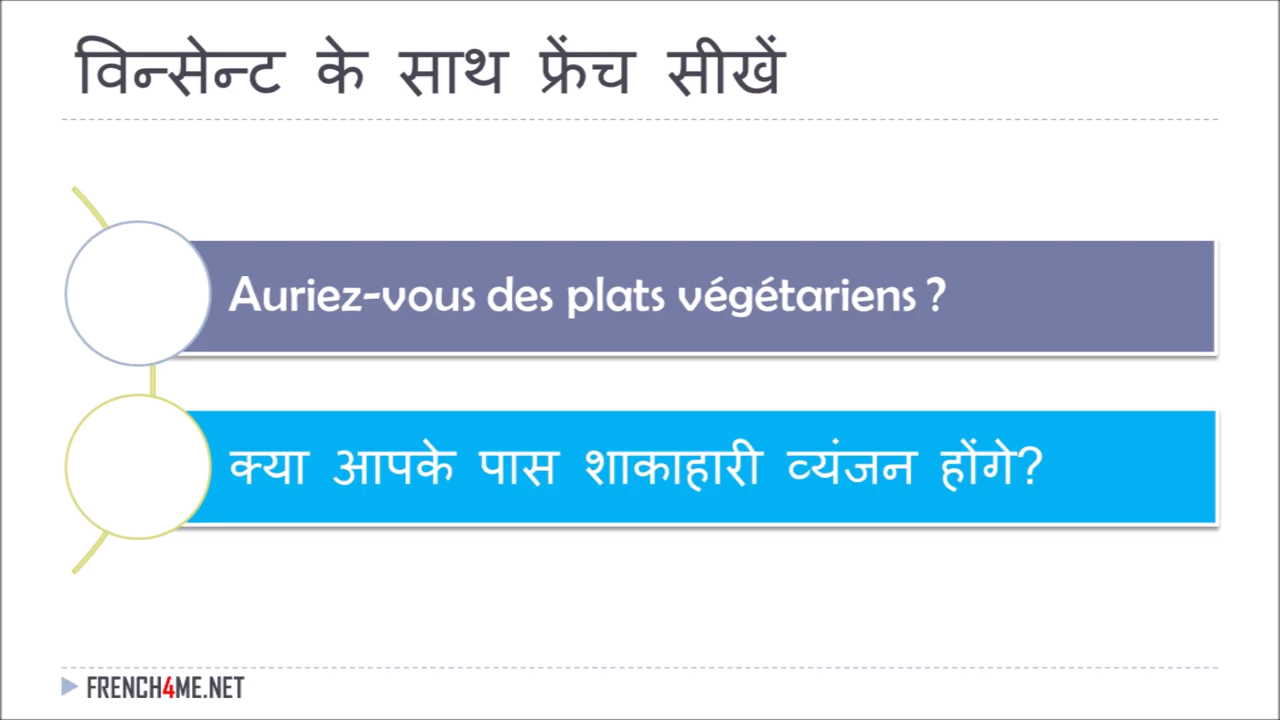 विन्सेन्ट के साथ फ्रेंच सीखें
Auriez-vous des plats végétariens ?
क्या आपके पास शाकाहारी व्यंजन होंगे?
FRENCH4ME.NET